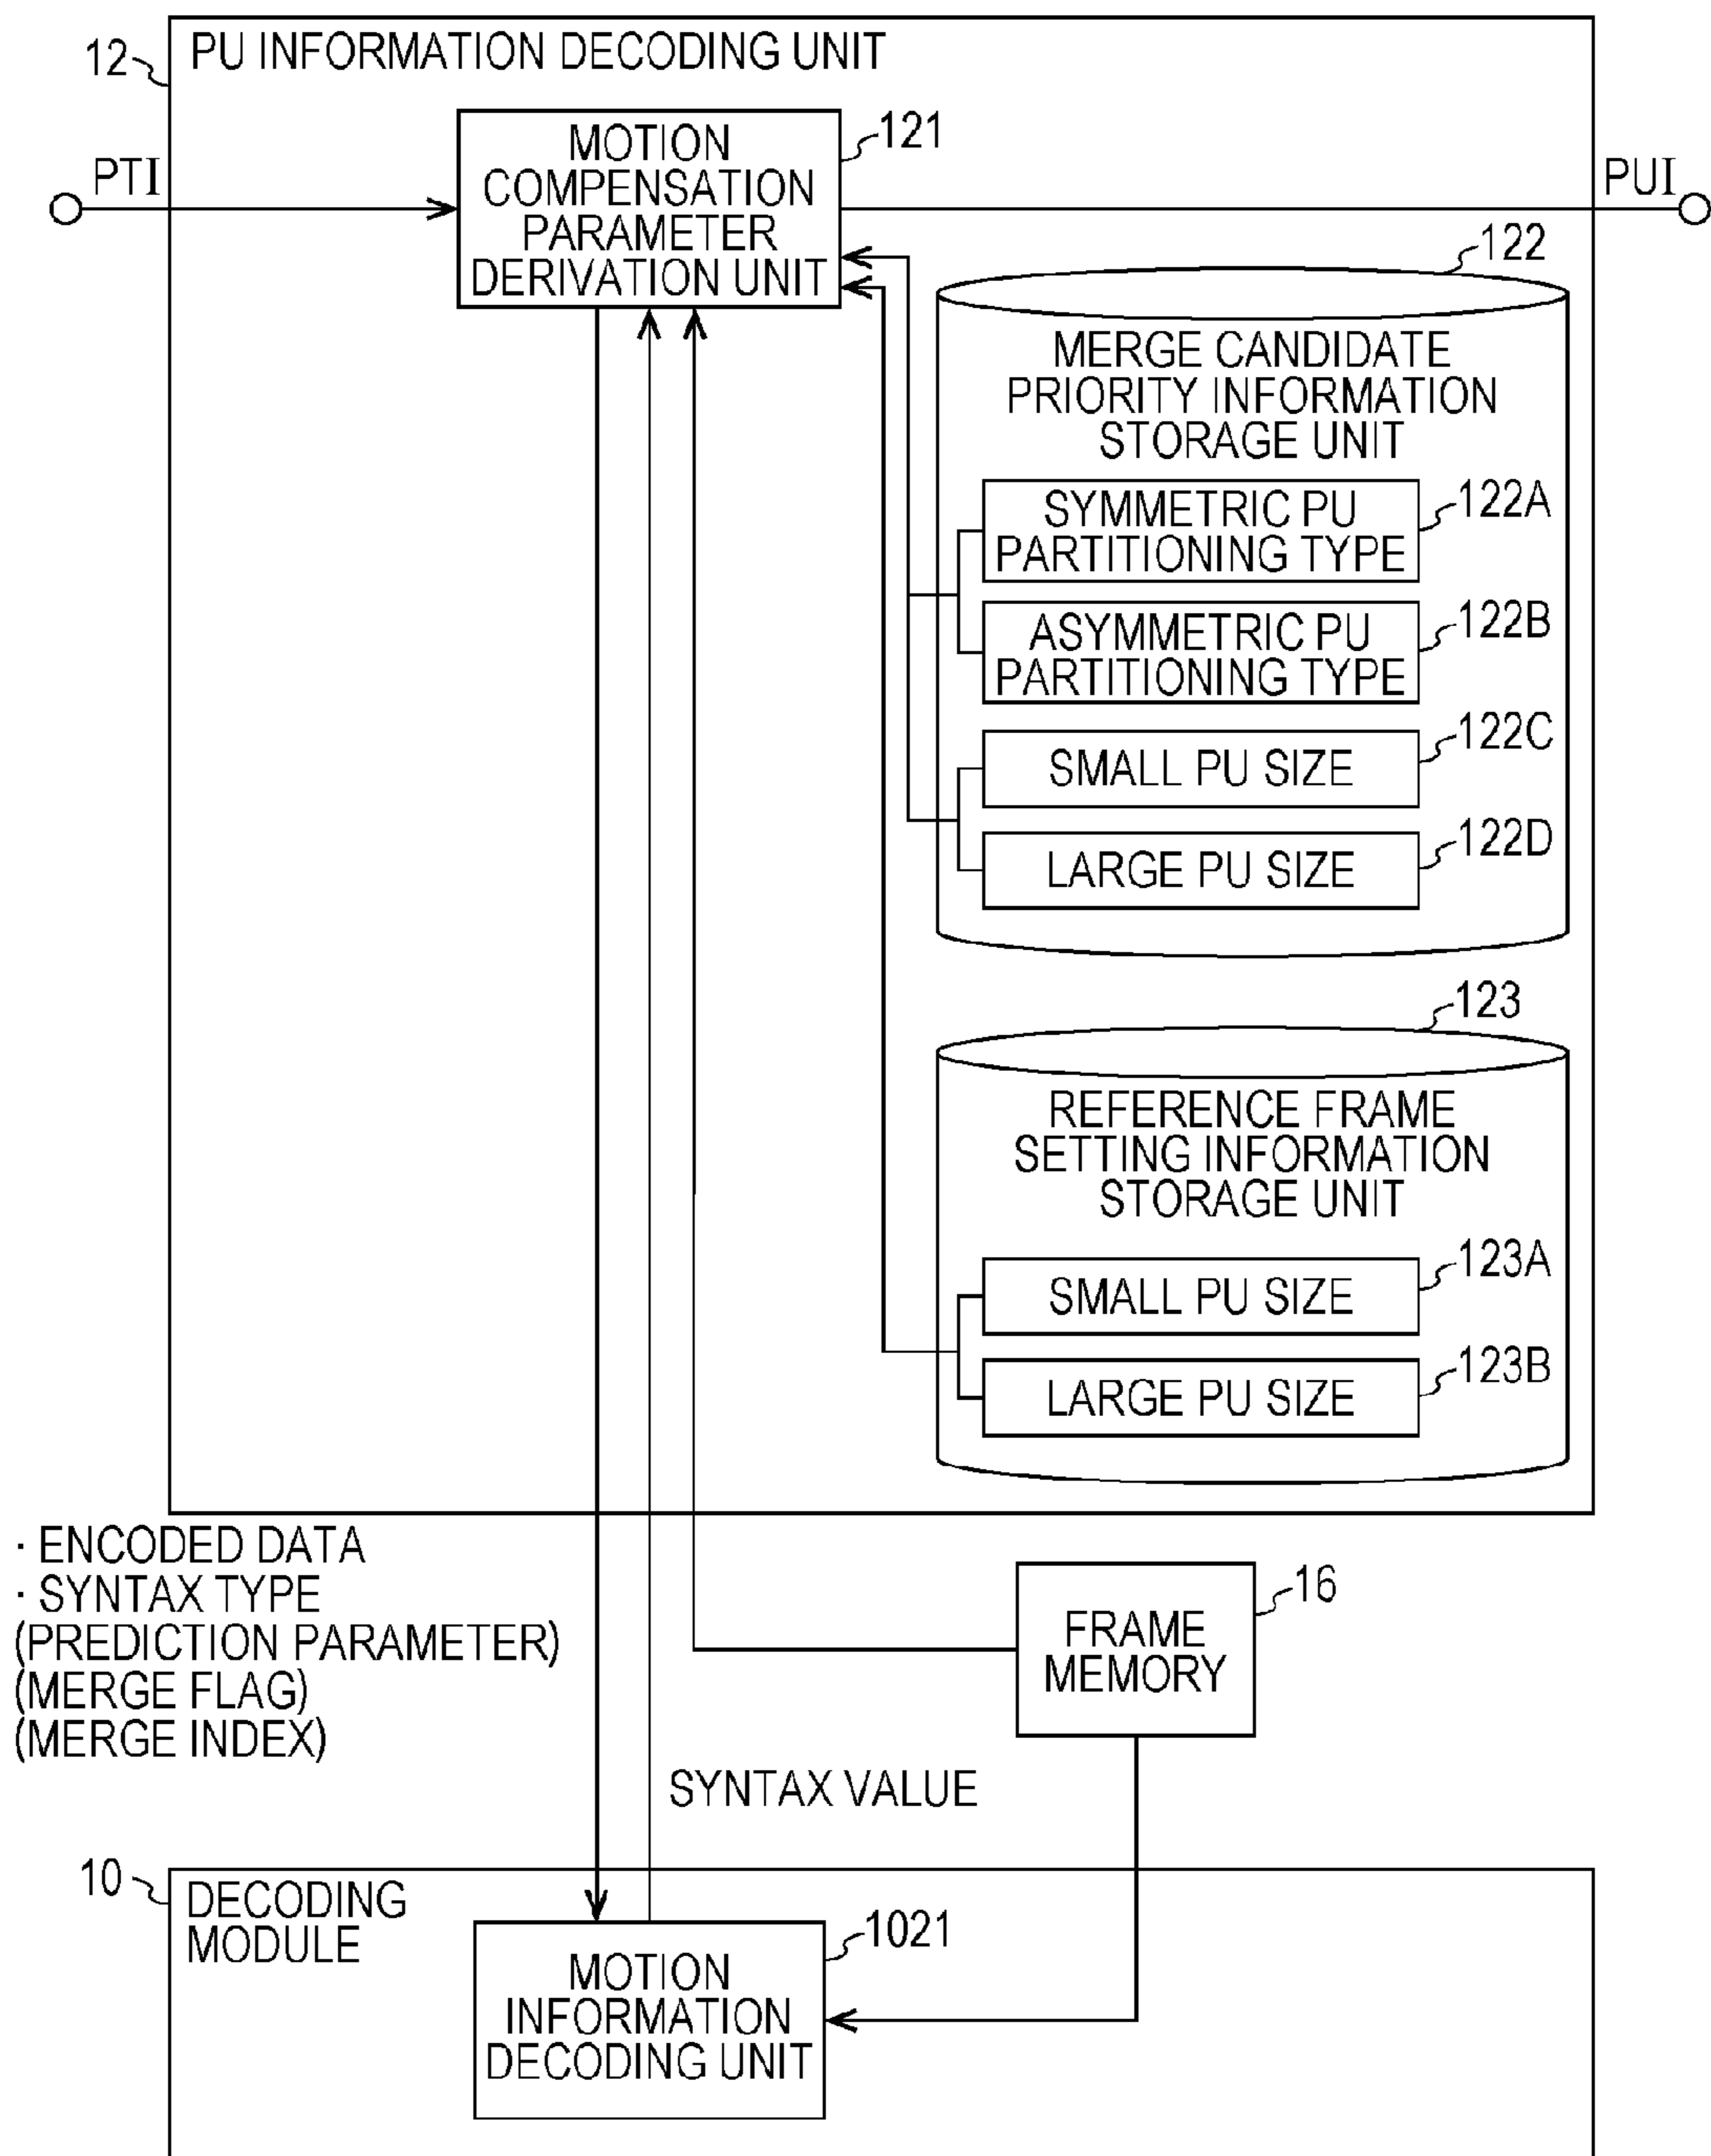 12
PU INFORMATION DECODING UNIT
PTI
MOTION
COMPENSATION
PARAMETER
DERIVATION UNIT
121
PUI
122
MERGE CANDIDATE
PRIORITY INFORMATION
STORAGE UNIT
SYMMETRIC PU
PARTITIONING TYPE
122A
ASYMMETRIC PU
PARTITIONING TYPE
122B
SMALL PU SIZE
122C
LARGE PU SIZE
122D
123
REFERENCE FRAME
SETTING INFORMATION
STORAGE UNIT
SMALL PU SIZE
123A
LARGE PU SIZE
123B
· ENCODED DATA
· SYNTAX TYPE
(PREDICTION PARAMETER)
(MERGE FLAG)
(MERGE INDEX)
FRAME
MEMORY
16
SYNTAX VALUE
10
DECODING
MODULE
MOTION
INFORMATION
DECODING UNIT
1021